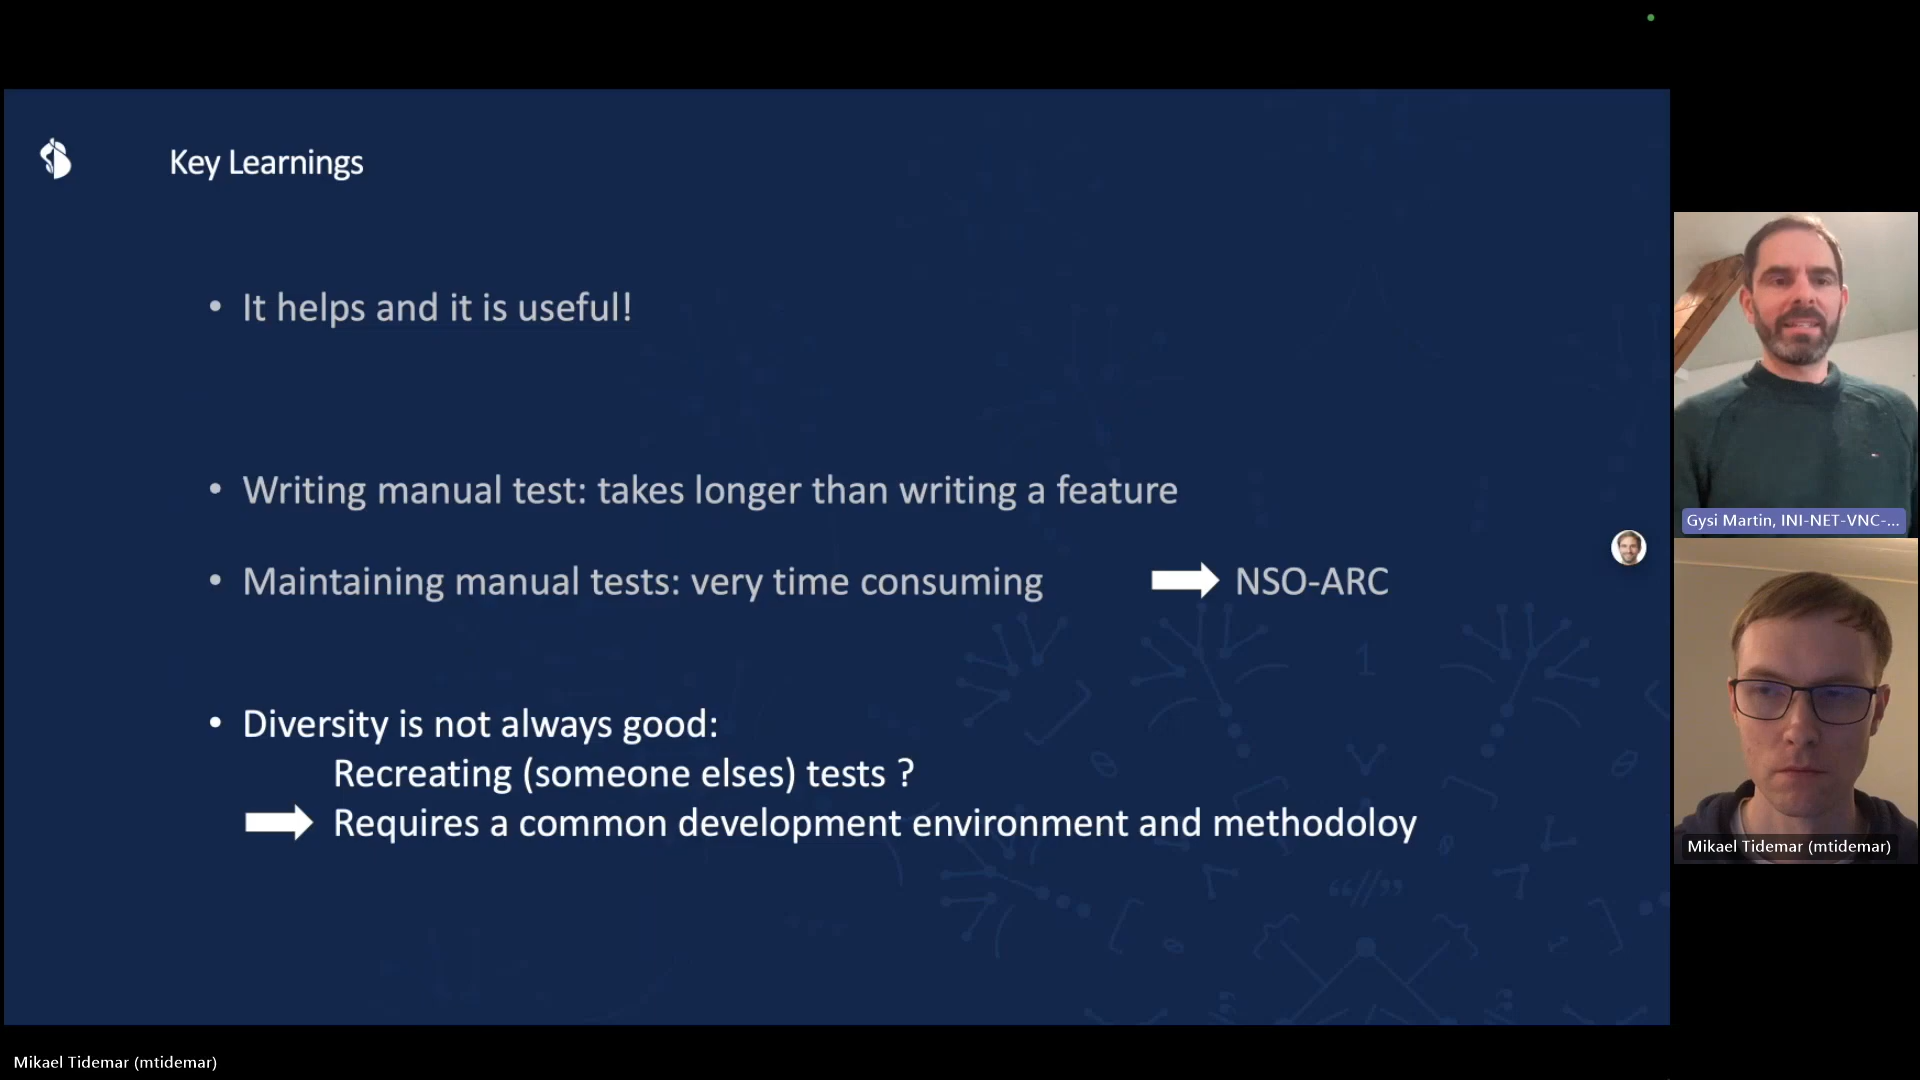 Key Learnings
• It helps and it is useful!
• Writing manual test: takes longer than writing a feature
• Maintaining manual tests: very time consuming
NSO-ARC
• Diversity is not always good:
Recreating (someone elses) tests ?
Requires a common development environment and methodoloy
Gysi Martin, INI-NET-VNC-...
Mikael Tidemar (mtidemar)
Mikael Tidemar (mtidemar)